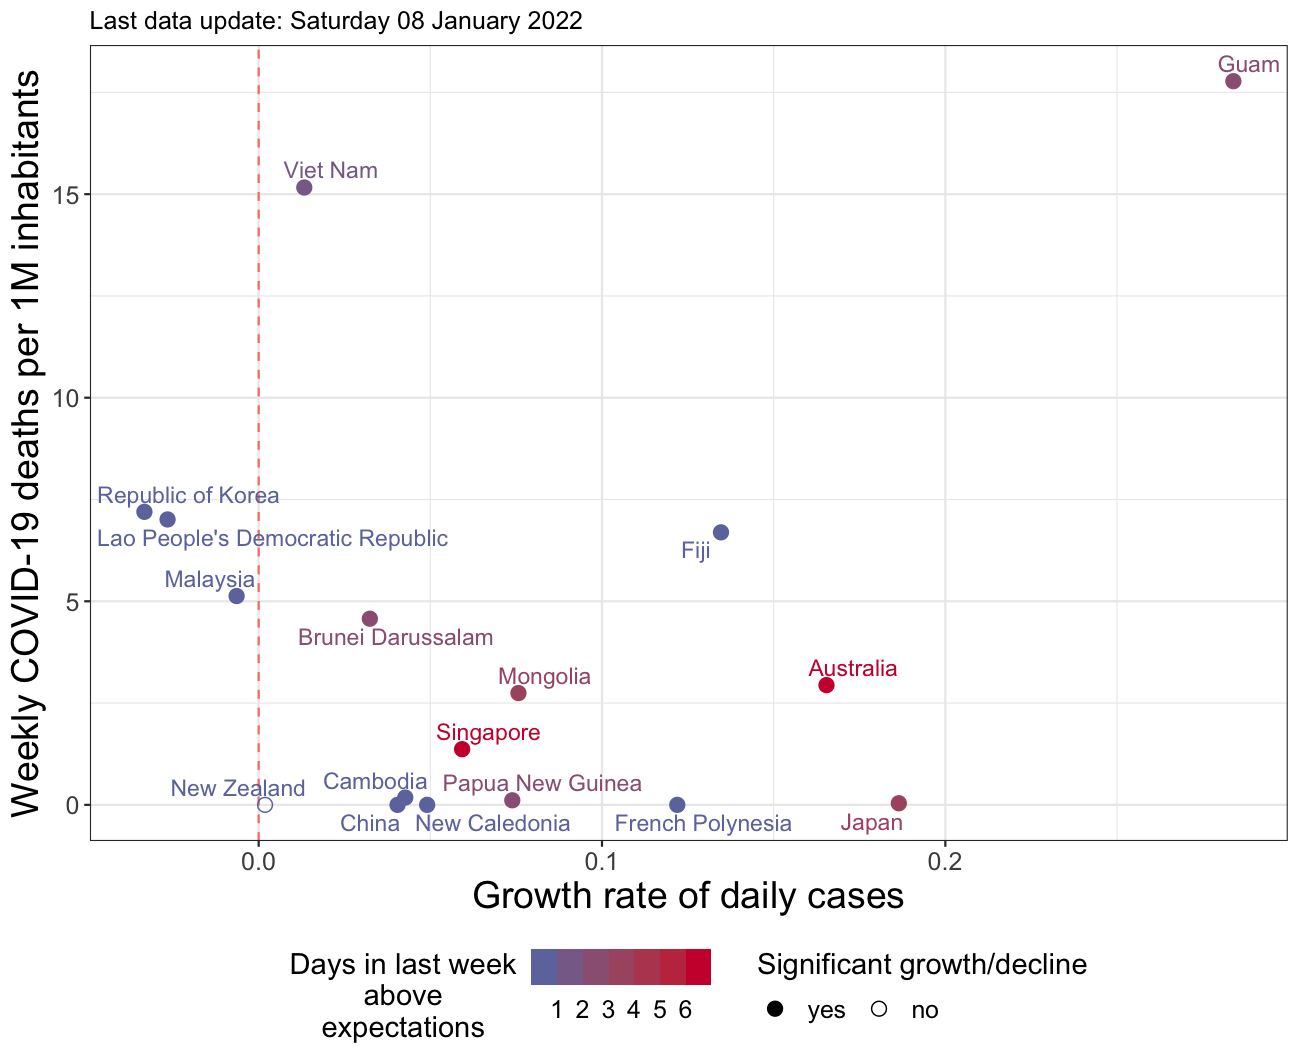 Last data update: Saturday 08 January 2022
Weekly COVID-19 deaths per 1M inhabitants
15
10
5
0
Guam
Viet Nam
Republic of Korea
Lao People's Democratic Republic
Fiji
Malaysia
Brunei Darussalam
Mongolia
Australia
Singapore
New Zealand
Cambodia
Papua New Guinea
China
New Caledonia
French Polynesia
Japan
0.0
0.1
0.2
Growth rate of daily cases
Days in last week
above
expectations
1 2 3 4 5 6
Significant growth/decline
yes
no